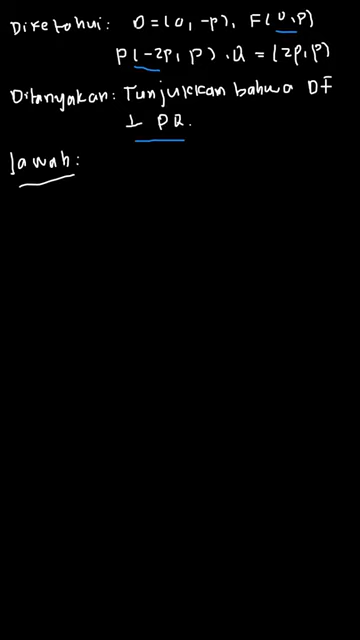 Diketahui: D = (0, -p), F(0,p)
P(-2p, p), Q = (2p,p)
Ditanyakan: Tunjukkan bahwa DF
⊥ PQ.
Jawab: